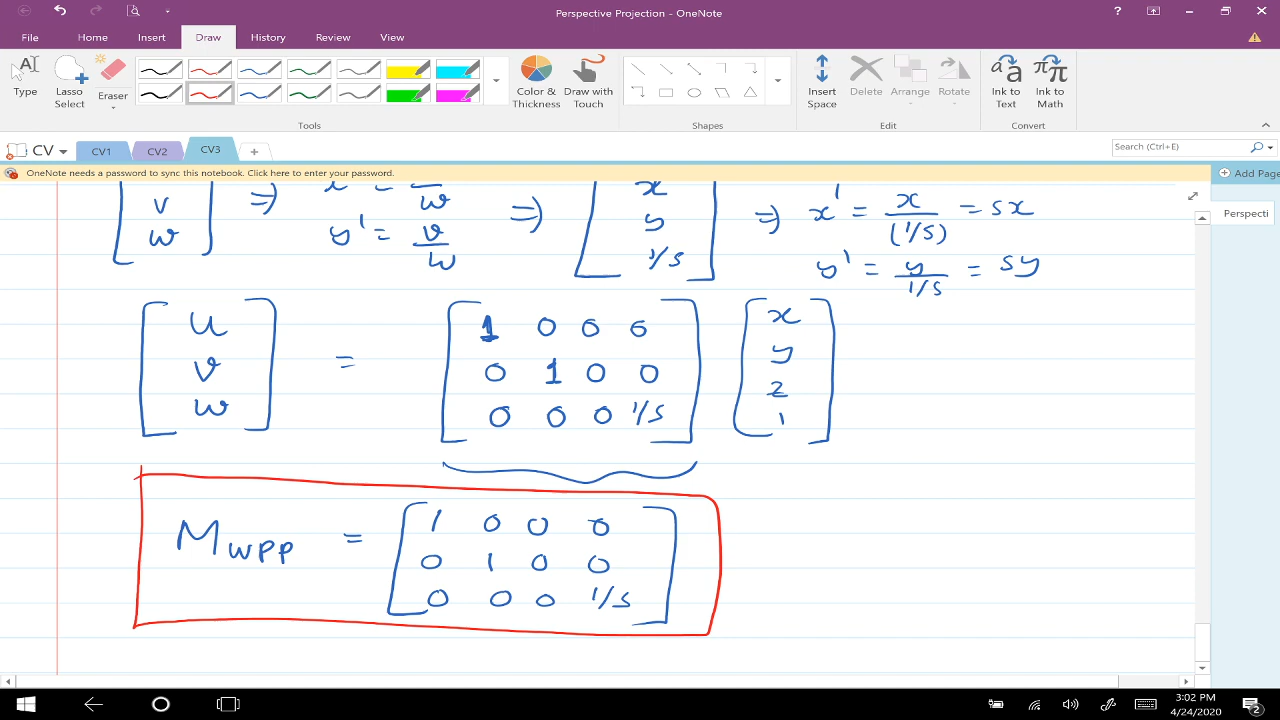 Perspective Projection - OneNote
File Home Insert Draw History Review View
Type Lasso Select Eraser Color & Thickness Draw with Touch Insert Space Delete Arrange Rotate Ink to Text Ink to Math
Tools Shapes Edit Convert
CV CV1 CV2 CV3 Search (Ctrl+E)
OneNote needs a password to sync this notebook. Click here to enter your password. Add Page
Perspecti
[ v w ] => w y' = v/w => [ x y 1/s ] => x' = x/(1/s) = sx
y' = y/1/s = sy
[ u v w ] = [ 1 0 0 0
0 1 0 0
0 0 0 1/s ] [ x y z 1 ]
M wpp = [ 1 0 0 0
0 1 0 0
0 0 0 1/s ]
3:02 PM
4/24/2020
2